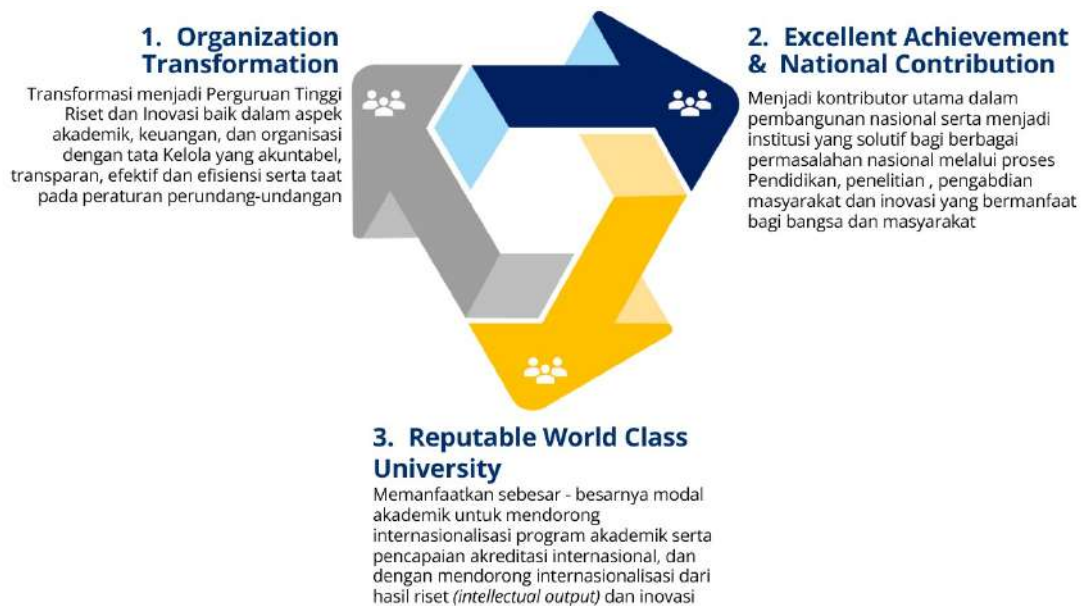 1. Organization
Transformation
Transformasi menjadi Perguruan Tinggi
Riset dan Inovasi baik dalam aspek
akademik, keuangan, dan organisasi
dengan tata Kelola yang akuntabel,
transparan, efektif dan efisiensi serta taat
pada peraturan perundang-undangan
2. Excellent Achievement
& National Contribution
Menjadi kontributor utama dalam
pembangunan nasional serta menjadi
institusi yang solutif bagi berbagai
permasalahan nasional melalui proses
Pendidikan, penelitian , pengabdian
masyarakat dan inovasi yang bermanfaat
bagi bangsa dan masyarakat
3. Reputable World Class
University
Memanfaatkan sebesar - besarnya modal
akademik untuk mendorong
internasionalisasi program akademik serta
pencapaian akreditasi internasional, dan
dengan mendorong internasionalisasi dari
hasil riset (intellectual output) dan inovasi